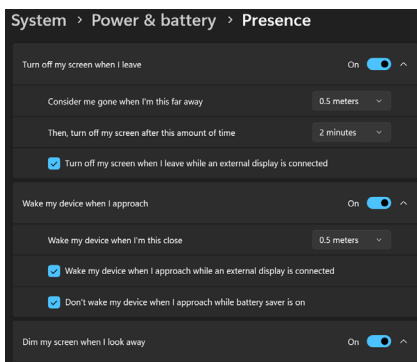 System > Power & battery > Presence
Turn off my screen when I leave On
Consider me gone when I'm this far away 0.5 meters
Then, turn off my screen after this amount of time 2 minutes
Turn off my screen when I leave while an external display is connected
Wake my device when I approach On
Wake my device when I'm this close 0.5 meters
Wake my device when I approach while an external display is connected
Don't wake my device when I approach while battery saver is on
Dim my screen when I look away On